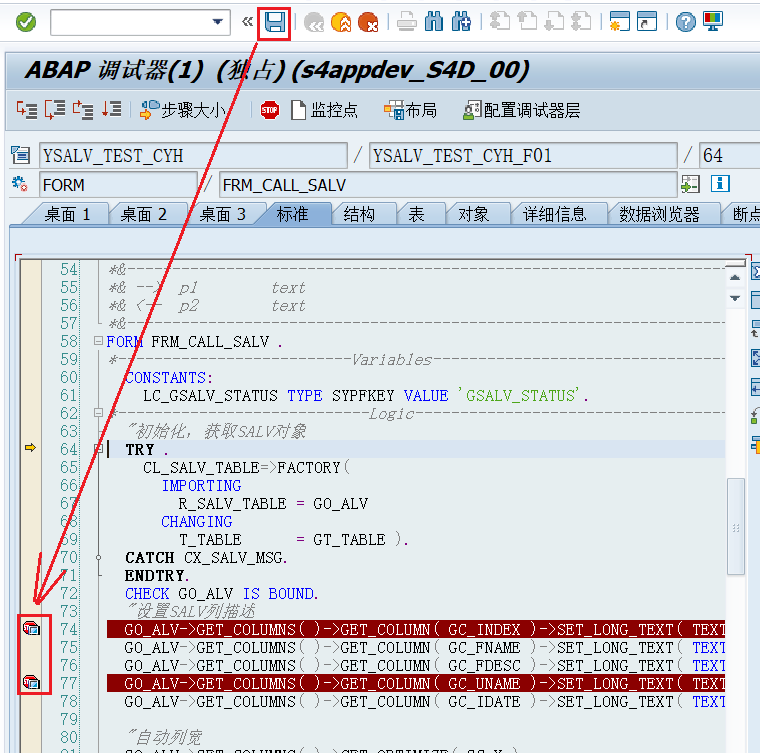 ABAP 调试器(1) (独占) (s4appdev_S4D_00)
步骤大小 STOP 监控点 布局 配置调试器层
YSALV_TEST_CYH / YSALV_TEST_CYH_F01 / 64
FORM / FRM_CALL_SALV
桌面 1 桌面 2 桌面 3 标准 结构 表 对象 详细信息 数据浏览器 断点
54 *&---------------------------------------------------------------------
55 *& --> p1 text
56 *& <-- p2 text
57 *&---------------------------------------------------------------------
58 FORM FRM_CALL_SALV .
59 *--------------------------Variables--------------------------------
60 CONSTANTS:
61 LC_GSALV_STATUS TYPE SYPFKEY VALUE 'GSALV_STATUS'.
62 *----------------------------Logic----------------------------------
63 "初始化，获取SALV对象
64 TRY .
65 CL_SALV_TABLE=>FACTORY(
66 IMPORTING
67 R_SALV_TABLE = GO_ALV
68 CHANGING
69 T_TABLE = GT_TABLE ).
70 CATCH CX_SALV_MSG.
71 ENDTRY.
72 CHECK GO_ALV IS BOUND.
73 "设置SALV列描述
74 GO_ALV->GET_COLUMNS( )->GET_COLUMN( GC_INDEX )->SET_LONG_TEXT( TEXT
75 GO_ALV->GET_COLUMNS( )->GET_COLUMN( GC_FNAME )->SET_LONG_TEXT( TEXT
76 GO_ALV->GET_COLUMNS( )->GET_COLUMN( GC_FDESC )->SET_LONG_TEXT( TEXT
77 GO_ALV->GET_COLUMNS( )->GET_COLUMN( GC_UNAME )->SET_LONG_TEXT( TEXT
78 GO_ALV->GET_COLUMNS( )->GET_COLUMN( GC_IDATE )->SET_LONG_TEXT( TEXT
79
80 "自动列宽